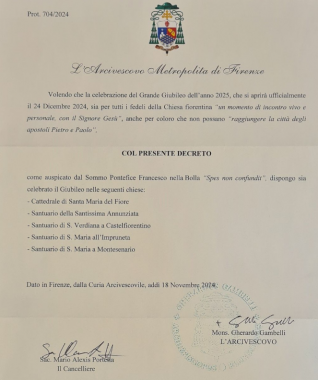 Prot. 704/2024
L'Arcivescovo Metropolita di Firenze
Volendo che la celebrazione del Grande Giubileo dell'anno 2025, che si aprirà ufficialmente
il 24 Dicembre 2024, sia per tutti i fedeli della Chiesa fiorentina "un momento di incontro vivo e
personale, con il Signore Gesù", anche per coloro che non possano "raggiungere la città degli
apostoli Pietro e Paolo".
COL PRESENTE DECRETO
come auspicato dal Sommo Pontefice Francesco nella Bolla "Spes non confundit", dispongo sia
celebrato il Giubileo nelle seguenti chiese:
- Cattedrale di Santa Maria del Fiore
- Santuario della Santissima Annunziata
- Santuario di S. Verdiana a Castelfiorentino
- Santuario di S. Maria all'Impruneta
- Santuario di S. Maria a Montesenario
Dato in Firenze, dalla Curia Arcivescovile, addì 18 Novembre 2024.
Mons. Gherardo Gambelli
L'ARCIVESCOVO
Sac. Mario Alexis Portella
Il Cancelliere